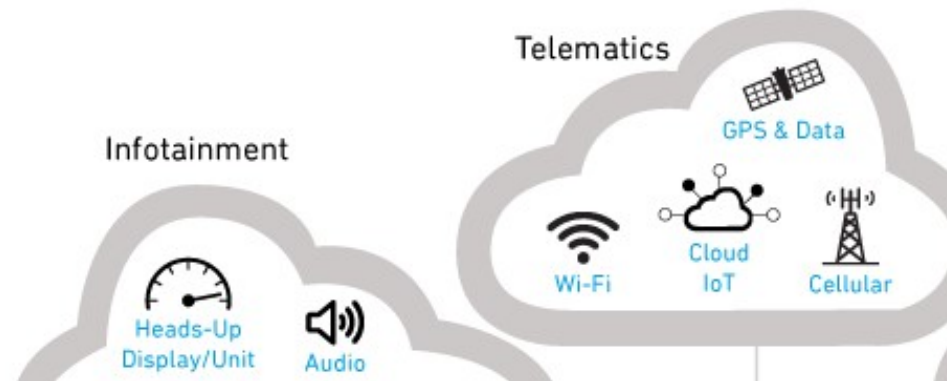 Telematics
GPS & Data
Wi-Fi
Cloud
IoT
Cellular
Infotainment
Heads-Up
Display/Unit
Audio